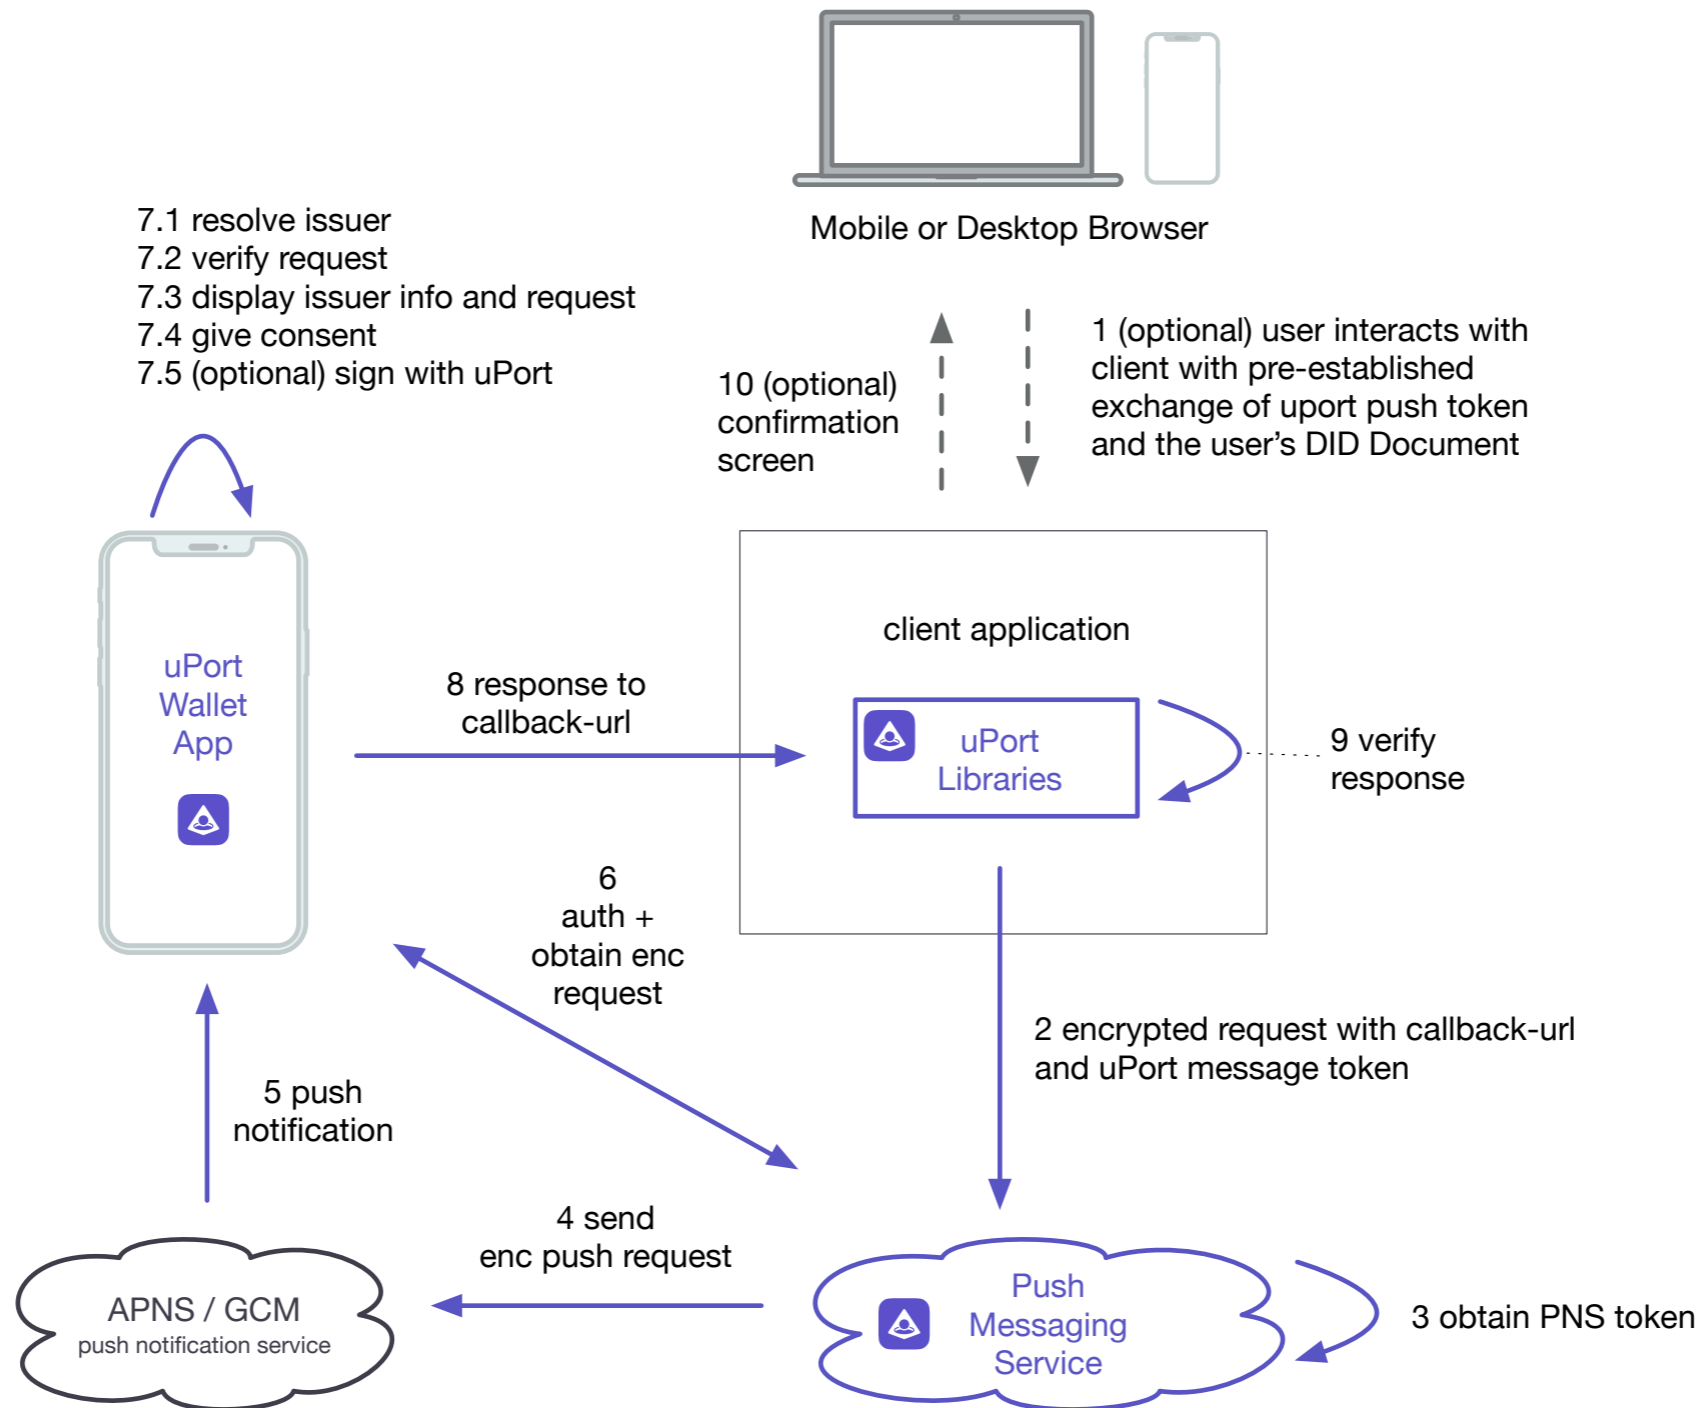 Mobile or Desktop Browser
7.1 resolve issuer
7.2 verify request
7.3 display issuer info and request
7.4 give consent
7.5 (optional) sign with uPort
10 (optional)
confirmation
screen
1 (optional) user interacts with
client with pre-established
exchange of uport push token
and the user’s DID Document
client application
uPort
Wallet
App
8 response to
callback-url
uPort
Libraries
9 verify
response
6
auth +
obtain enc
request
2 encrypted request with callback-url
and uPort message token
5 push
notification
4 send
enc push request
APNS / GCM
push notification service
Push
Messaging
Service
3 obtain PNS token